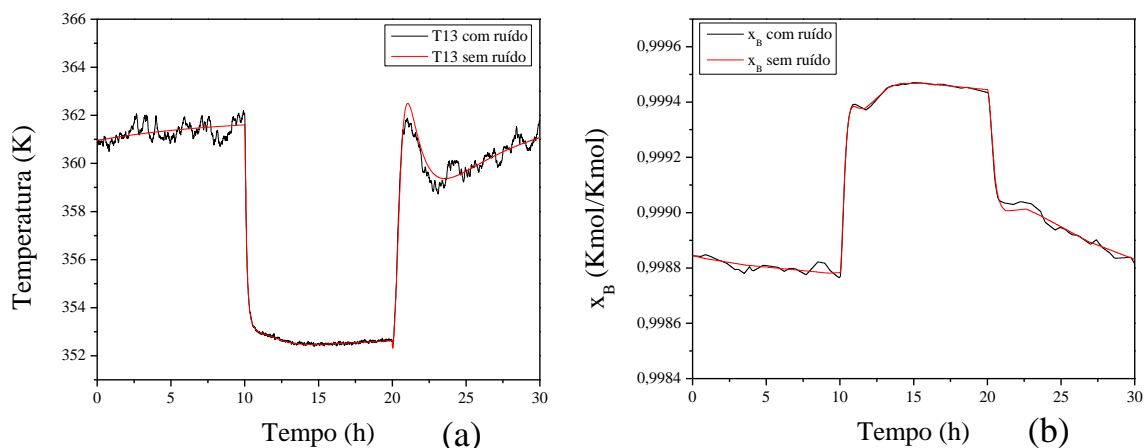 366
364
362
360
359
356
353
352
Temperatura (K)
0
5
10
15
20
25
30
Tempo (h)
(a)
T13 com ruído
T13 sem ruído
0,9996
0,9994
0,9992
0,9990
0,9988
0,9986
0,9984
x_B (Kmol/Kmol)
0
5
10
15
20
25
30
Tempo (h)
(b)
x_B com ruído
x_B sem ruído